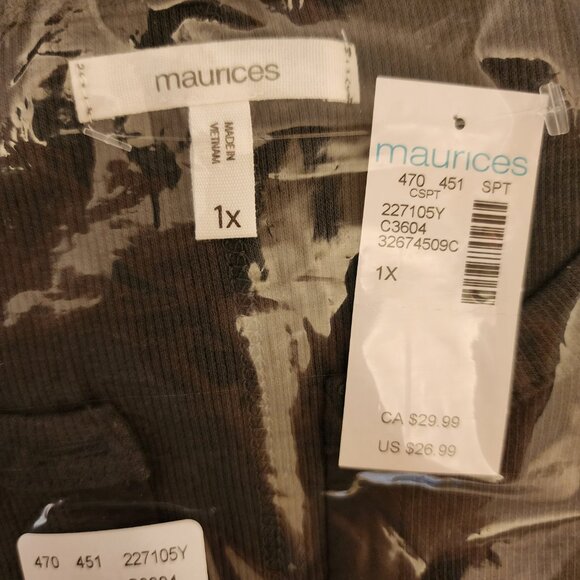 maurices
MADE IN
VIETNAM
1x
maurices
470 451 SPT
CSPT
227105Y
C3604
32674509C
1X
CA $29.99
US $26.99
470 451 227105Y